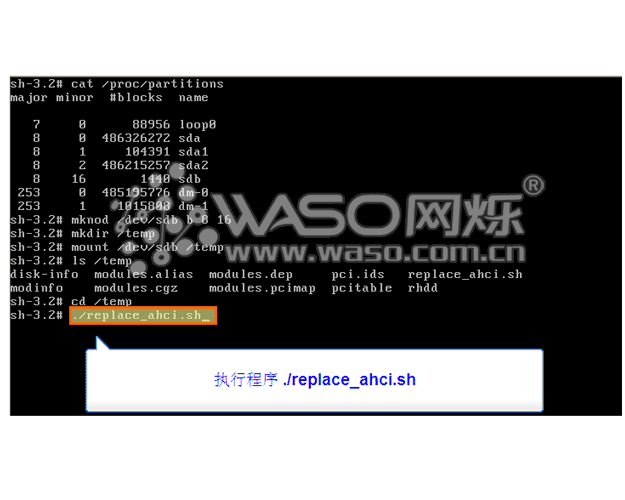 sh-3.2# cat /proc/partitions
major minor  #blocks  name
7     0      88956 loop0
8     0  486326272 sda
8     1     104391 sda1
8     2  486215257 sda2
8    16       1440 sdb
253     0  485195776 dm-0
253     1    1015808 dm-1
sh-3.2# mknod /dev/sdb b 8 16
sh-3.2# mkdir /temp
sh-3.2# mount /dev/sdb /temp
sh-3.2# ls /temp
disk-info  modules.alias  modules.dep     pci.ids   replace_ahci.sh
modinfo    modules.cgz    modules.pcimap  pcitable  rhdd
sh-3.2# cd /temp
sh-3.2# ./replace_ahci.sh_
WASO网烁®
www.waso.com.cn
执行程序 ./replace_ahci.sh